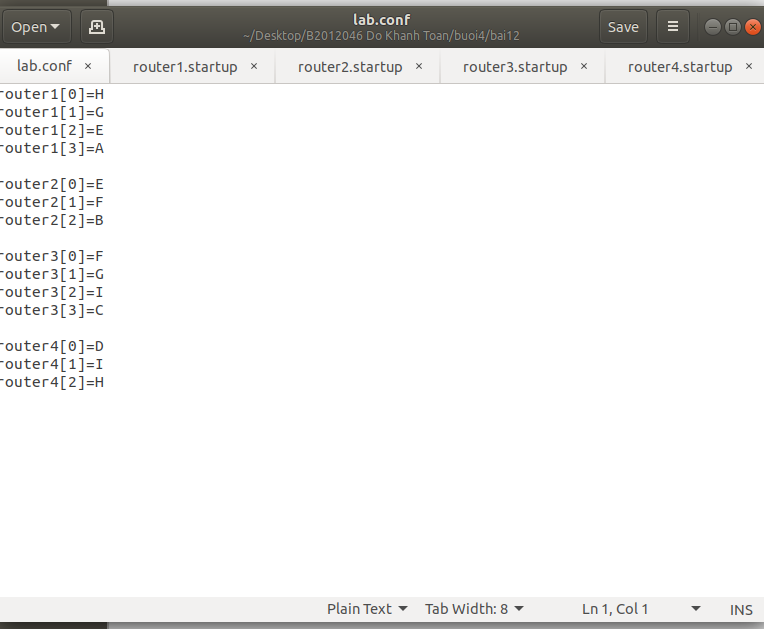 Open
lab.conf
~/Desktop/B2012046 Do Khanh Toan/buoi4/bai12
Save
lab.conf × router1.startup × router2.startup × router3.startup × router4.startup ×
router1[0]=H
router1[1]=G
router1[2]=E
router1[3]=A
router2[0]=E
router2[1]=F
router2[2]=B
router3[0]=F
router3[1]=G
router3[2]=I
router3[3]=C
router4[0]=D
router4[1]=I
router4[2]=H
Plain Text Tab Width: 8 Ln 1, Col 1 INS